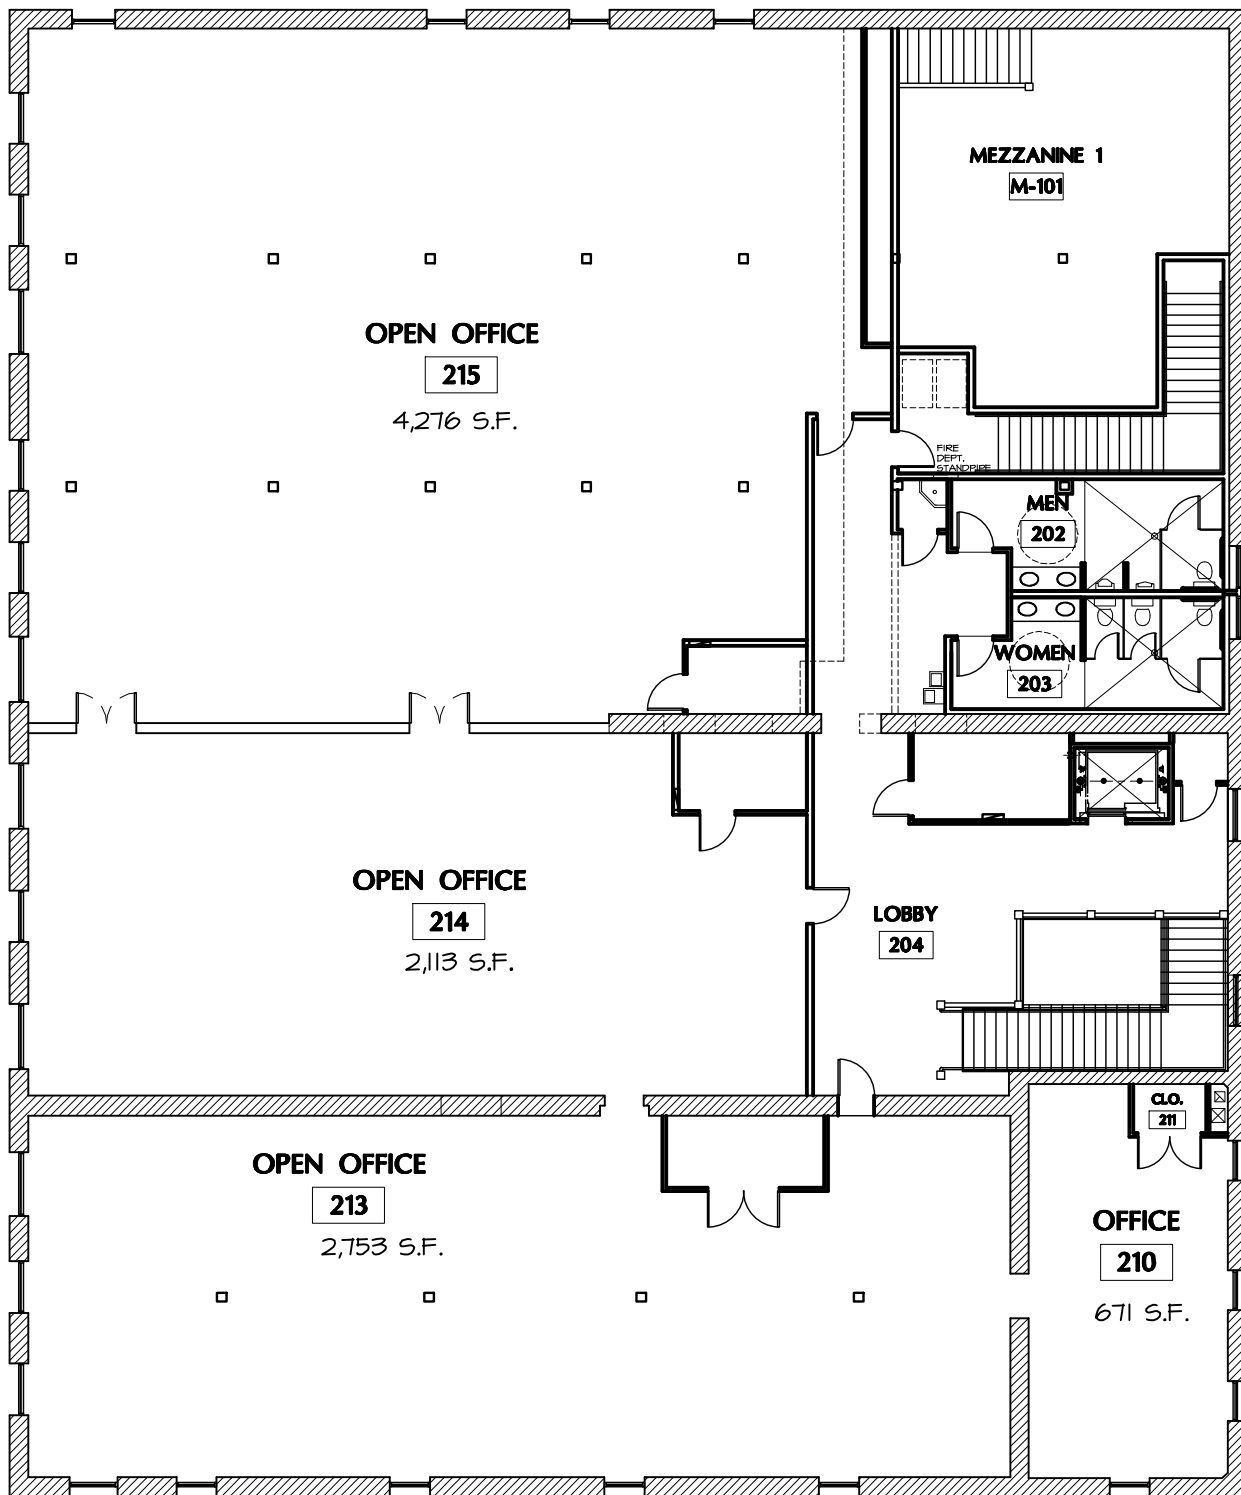 MEZZANINE 1
M-101
OPEN OFFICE
215
4,276 S.F.
FIRE
DEPT.
STANDPIPE
MEN
202
WOMEN
203
OPEN OFFICE
214
2,113 S.F.
LOBBY
204
CLO.
211
OPEN OFFICE
213
2,753 S.F.
OFFICE
210
671 S.F.